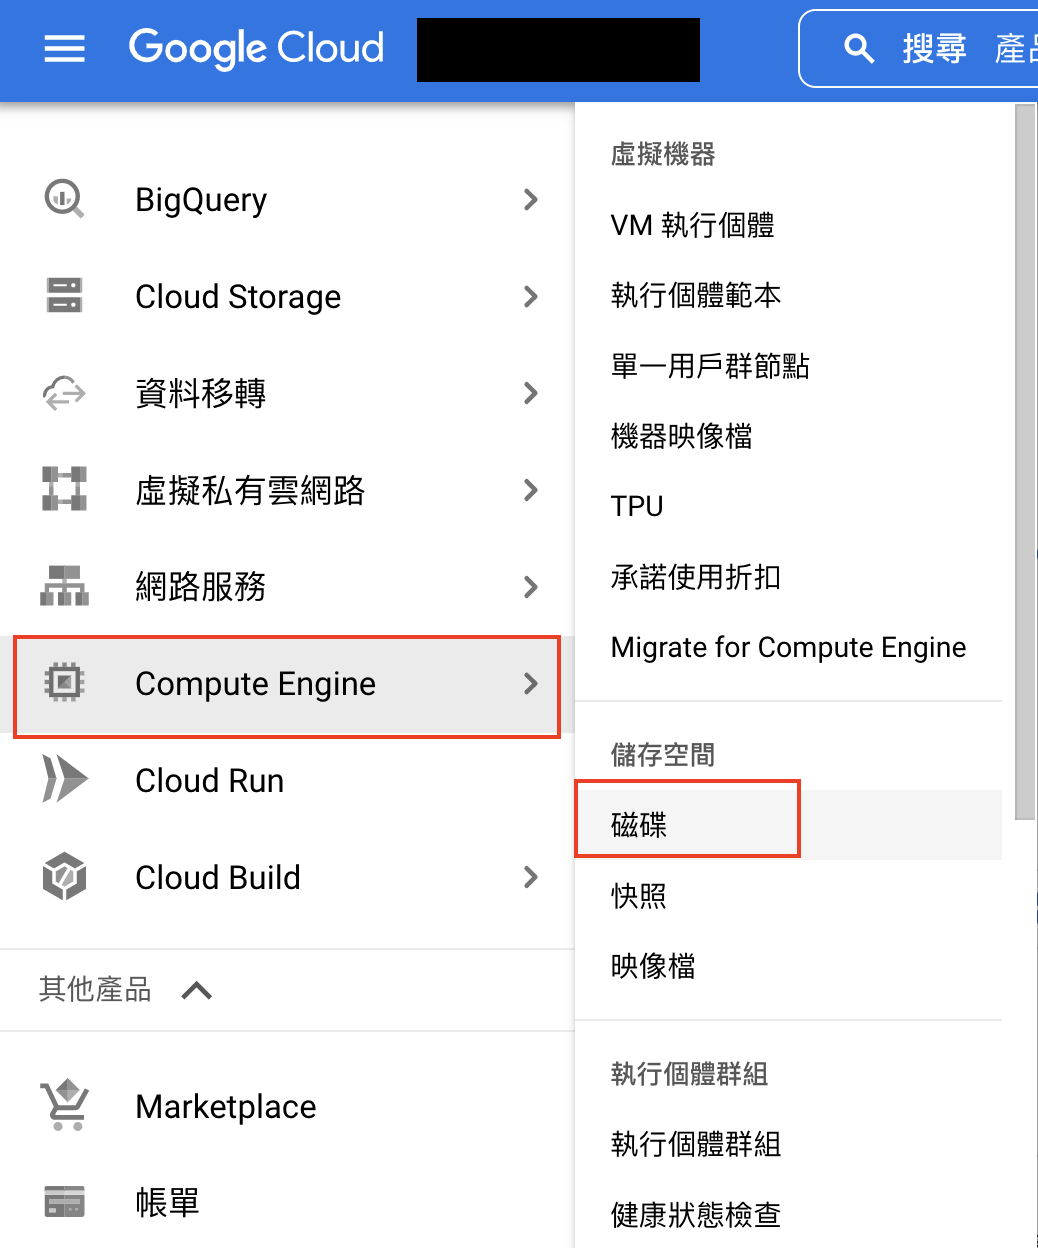 Google Cloud
搜尋 產品
BigQuery
Cloud Storage
資料移轉
虛擬私有雲網路
網路服務
Compute Engine
Cloud Run
Cloud Build
其他產品
Marketplace
帳單
虛擬機器
VM 執行個體
執行個體範本
單一用戶群節點
機器映像檔
TPU
承諾使用折扣
Migrate for Compute Engine
儲存空間
磁碟
快照
映像檔
執行個體群組
執行個體群組
健康狀態檢查